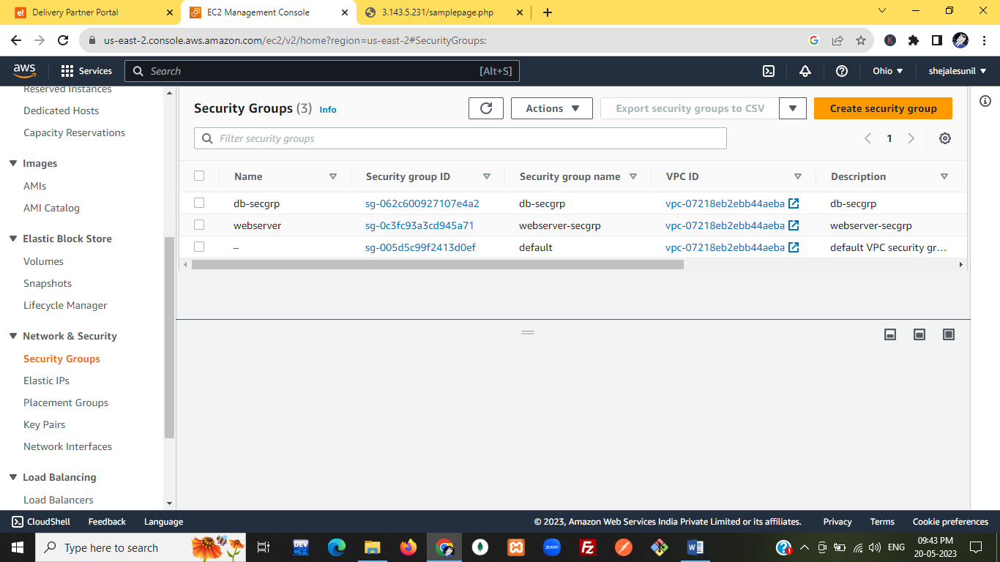 Delivery Partner Portal
EC2 Management Console
3.143.5.231/samplepage.php
us-east-2.console.aws.amazon.com/ec2/v2/home?region=us-east-2#SecurityGroups:
G
K
aws
Services
Search
[Alt+S]
Ohio
shejalesunil
Reserved Instances
Dedicated Hosts
Capacity Reservations
Images
AMIs
AMI Catalog
Elastic Block Store
Volumes
Snapshots
Lifecycle Manager
Network & Security
Security Groups
Elastic IPs
Placement Groups
Key Pairs
Network Interfaces
Load Balancing
Load Balancers
Security Groups (3) Info
Actions
Export security groups to CSV
Create security group
Filter security groups
1
Name Security group ID Security group name VPC ID Description
db-secgrp sg-062c600927107e4a2 db-secgrp vpc-07218eb2ebb44aeba db-secgrp
webserver sg-0c3fc93a3cd945a71 webserver-secgrp vpc-07218eb2ebb44aeba webserver-secgrp
– sg-005d5c99f2413d0ef default vpc-07218eb2ebb44aeba default VPC security gr...
CloudShell Feedback Language
© 2023, Amazon Web Services India Private Limited or its affiliates. Privacy Terms Cookie preferences
Type here to search
DEV
zoom
FZ
W
ENG
09:43 PM
20-05-2023